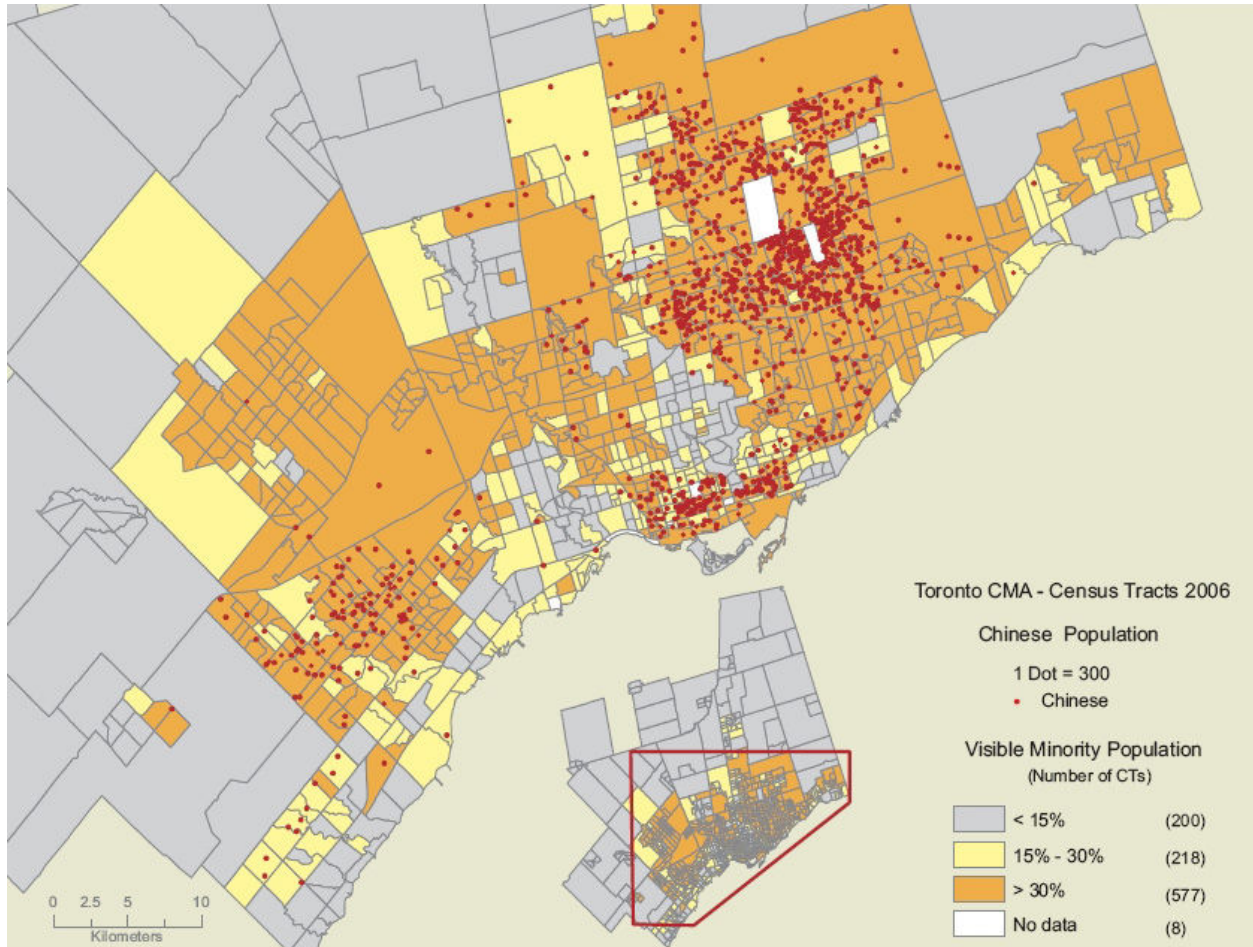 Toronto CMA - Census Tracts 2006
Chinese Population
1 Dot = 300
Chinese
Visible Minority Population
(Number of CTs)
< 15% (200)
15% - 30% (218)
> 30% (577)
No data (8)
0 2.5 5 10
Kilometers